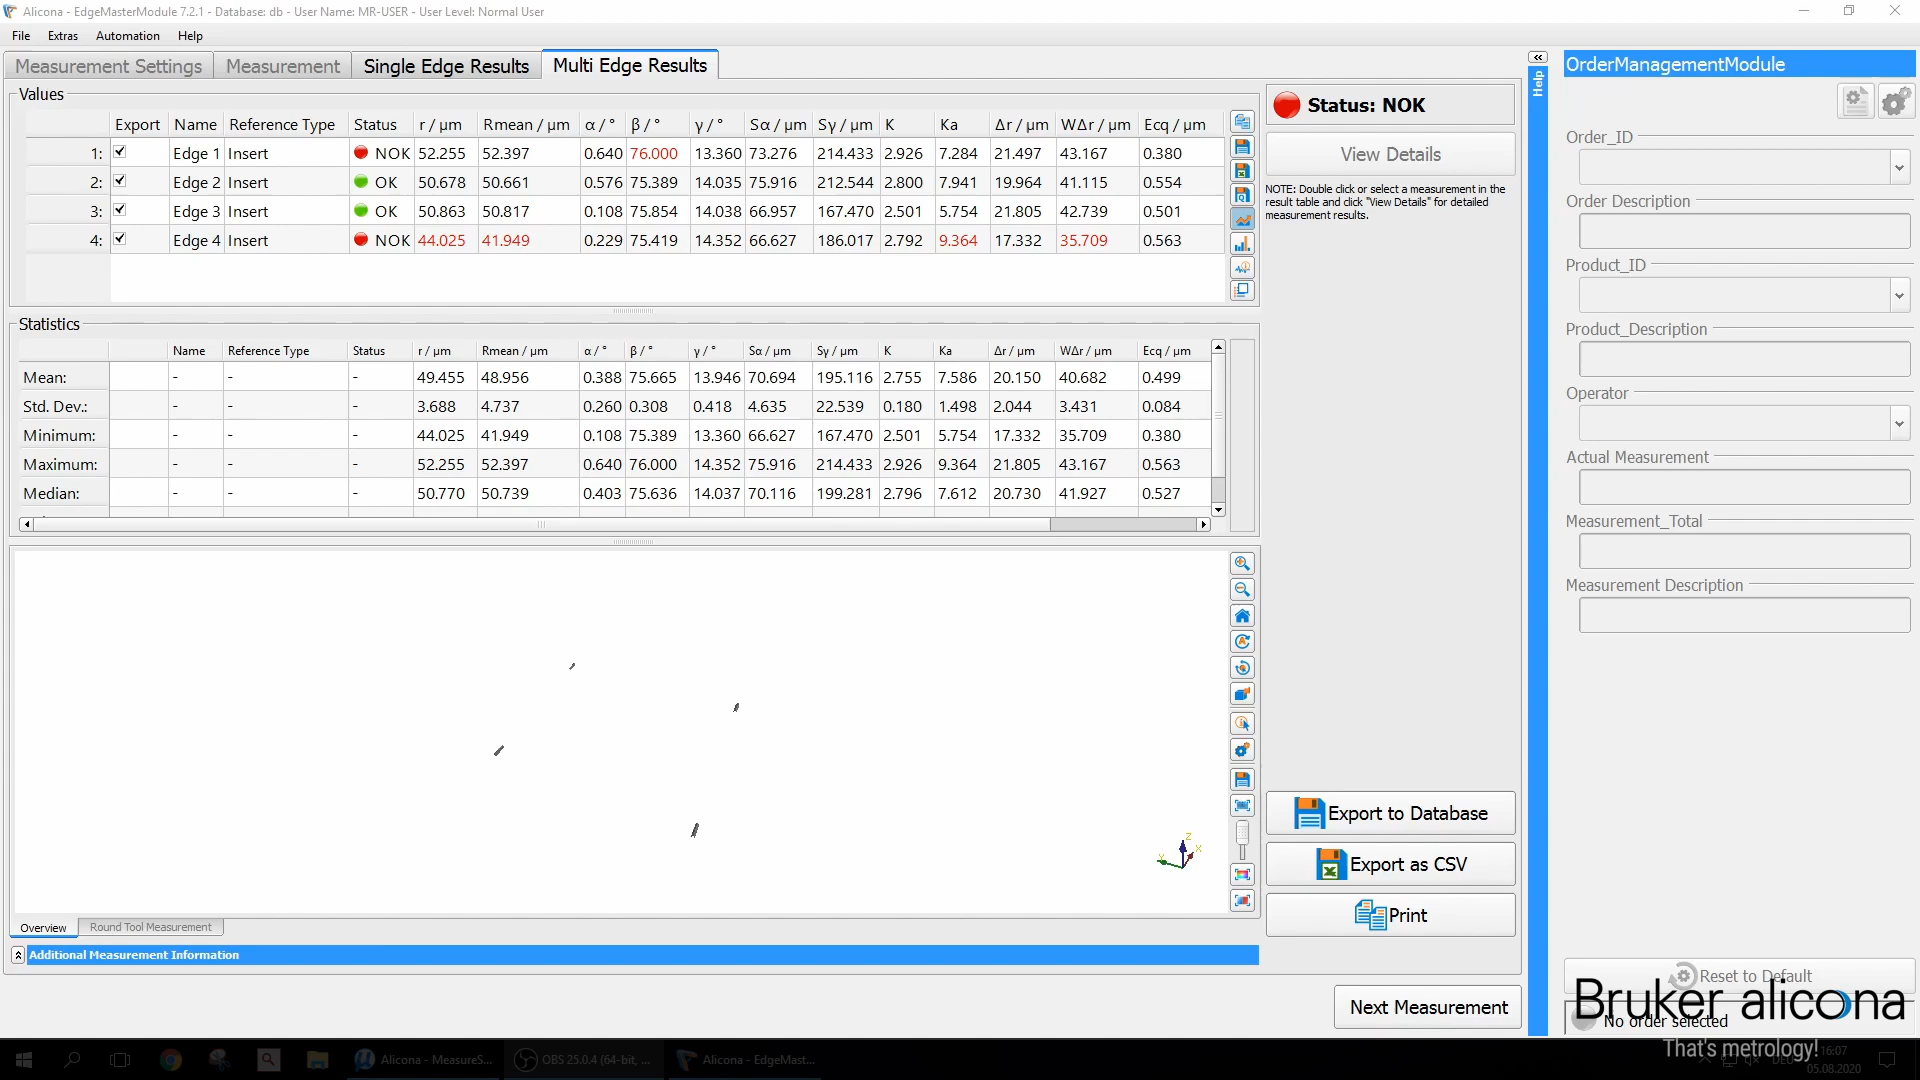 Alicona - EdgeMasterModule 7.2.1 - Database: db - User Name: MR-USER - User Level: Normal User
File Extras Automation Help
Measurement Settings Measurement Single Edge Results Multi Edge Results
Values
Export Name Reference Type Status r / µm Rmean / µm α / ° β / ° γ / ° Sα / µm Sγ / µm K Ka Δr / µm WΔr / µm Ecq / µm
1: Edge 1 Insert NOK 52.255 52.397 0.640 76.000 13.360 73.276 214.433 2.926 7.284 21.497 43.167 0.380
2: Edge 2 Insert OK 50.678 50.661 0.576 75.389 14.035 75.916 212.544 2.800 7.941 19.964 41.115 0.554
3: Edge 3 Insert OK 50.863 50.817 0.108 75.854 14.038 66.957 167.470 2.501 5.754 21.805 42.739 0.501
4: Edge 4 Insert NOK 44.025 41.949 0.229 75.419 14.352 66.627 186.017 2.792 9.364 17.332 35.709 0.563
Statistics
Name Reference Type Status r / µm Rmean / µm α / ° β / ° γ / ° Sα / µm Sγ / µm K Ka Δr / µm WΔr / µm Ecq / µm
Mean: - - - 49.455 48.956 0.388 75.665 13.946 70.694 195.116 2.755 7.586 20.150 40.682 0.499
Std. Dev.: - - - 3.688 4.737 0.260 0.308 0.418 4.635 22.539 0.180 1.498 2.044 3.431 0.084
Minimum: - - - 44.025 41.949 0.108 75.389 13.360 66.627 167.470 2.501 5.754 17.332 35.709 0.380
Maximum: - - - 52.255 52.397 0.640 76.000 14.352 75.916 214.433 2.926 9.364 21.805 43.167 0.563
Median: - - - 50.770 50.739 0.403 75.636 14.037 70.116 199.281 2.796 7.612 20.730 41.927 0.527
Z
X
Y
Overview Round Tool Measurement
Additional Measurement Information
Status: NOK
View Details
NOTE: Double click or select a measurement in the
result table and click "View Details" for detailed
measurement results.
Export to Database
Export as CSV
Print
Next Measurement
Help
OrderManagementModule
Order_ID
Order Description
Product_ID
Product_Description
Operator
Actual Measurement
Measurement_Total
Measurement Description
Reset to Default
Bruker alicona
No order selected
That's metrology!
Alicona - MeasureS... OBS 25.0.4 (64-bit, ... Alicona - EdgeMast...
DEU
16:07
05.08.2020